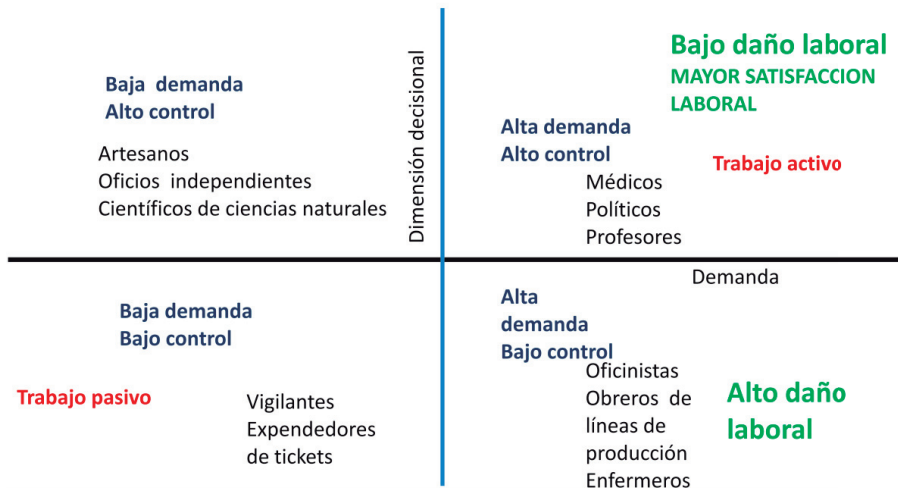 Baja demanda
Alto control
Artesanos
Oficios independientes
Científicos de ciencias naturales
Dimensión decisional
Bajo daño laboral
MAYOR SATISFACCION
LABORAL
Alta demanda
Alto control
Trabajo activo
Médicos
Políticos
Profesores
Demanda
Baja demanda
Bajo control
Trabajo pasivo
Vigilantes
Expendedores
de tickets
Alta
demanda
Bajo control
Oficinistas
Obreros de
líneas de
producción
Enfermeros
Alto daño
laboral